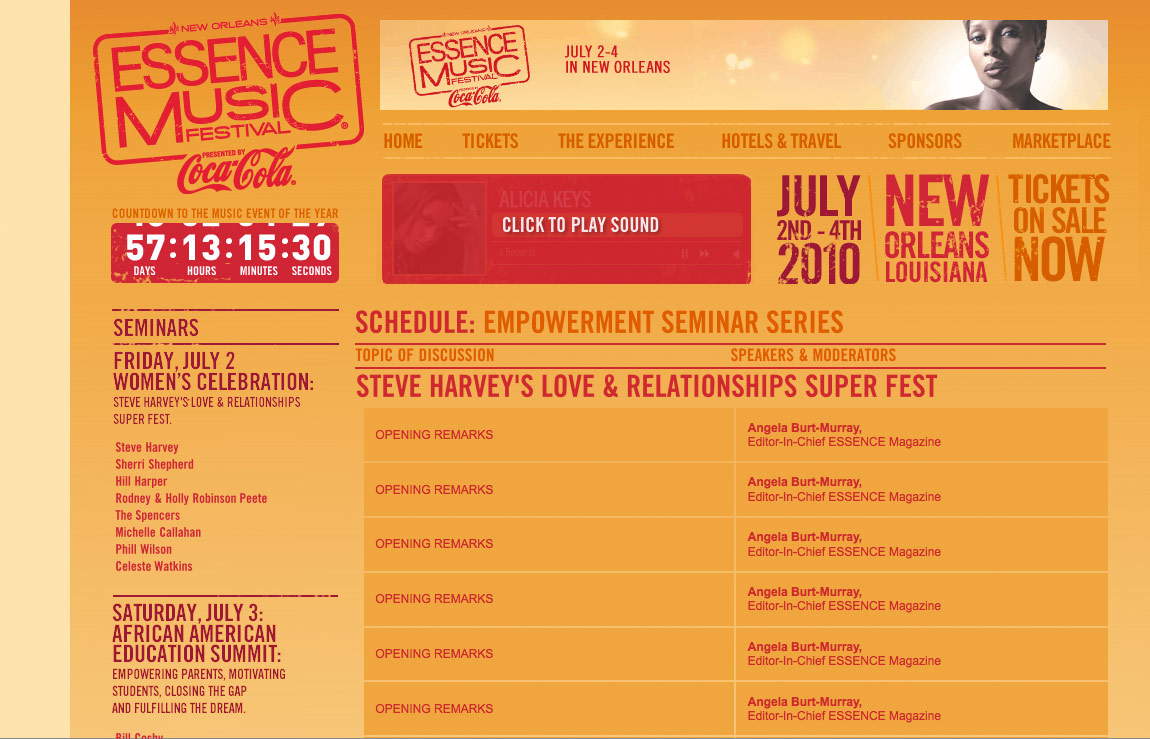 NEW ORLEANS
ESSENCE
MUSIC
FESTIVAL®
PRESENTED BY
Coca-Cola®
ESSENCE
MUSIC
FESTIVAL
Coca-Cola
JULY 2-4
IN NEW ORLEANS
HOME TICKETS THE EXPERIENCE HOTELS & TRAVEL SPONSORS MARKETPLACE
COUNTDOWN TO THE MUSIC EVENT OF THE YEAR
57:13:15:30
DAYS HOURS MINUTES SECONDS
ALICIA KEYS
CLICK TO PLAY SOUND
JULY
2ND - 4TH
2010
NEW
ORLEANS
LOUISIANA
TICKETS
ON SALE
NOW
SEMINARS
FRIDAY, JULY 2
WOMEN'S CELEBRATION:
STEVE HARVEY'S LOVE & RELATIONSHIPS
SUPER FEST.
Steve Harvey
Sherri Shepherd
Hill Harper
Rodney & Holly Robinson Peete
The Spencers
Michelle Callahan
Phill Wilson
Celeste Watkins
SATURDAY, JULY 3:
AFRICAN AMERICAN
EDUCATION SUMMIT:
EMPOWERING PARENTS, MOTIVATING
STUDENTS, CLOSING THE GAP
AND FULFILLING THE DREAM.
Bill Cosby
SCHEDULE: EMPOWERMENT SEMINAR SERIES
TOPIC OF DISCUSSION SPEAKERS & MODERATORS
STEVE HARVEY'S LOVE & RELATIONSHIPS SUPER FEST
OPENING REMARKS
Angela Burt-Murray,
Editor-In-Chief ESSENCE Magazine
OPENING REMARKS
Angela Burt-Murray,
Editor-In-Chief ESSENCE Magazine
OPENING REMARKS
Angela Burt-Murray,
Editor-In-Chief ESSENCE Magazine
OPENING REMARKS
Angela Burt-Murray,
Editor-In-Chief ESSENCE Magazine
OPENING REMARKS
Angela Burt-Murray,
Editor-In-Chief ESSENCE Magazine
OPENING REMARKS
Angela Burt-Murray,
Editor-In-Chief ESSENCE Magazine